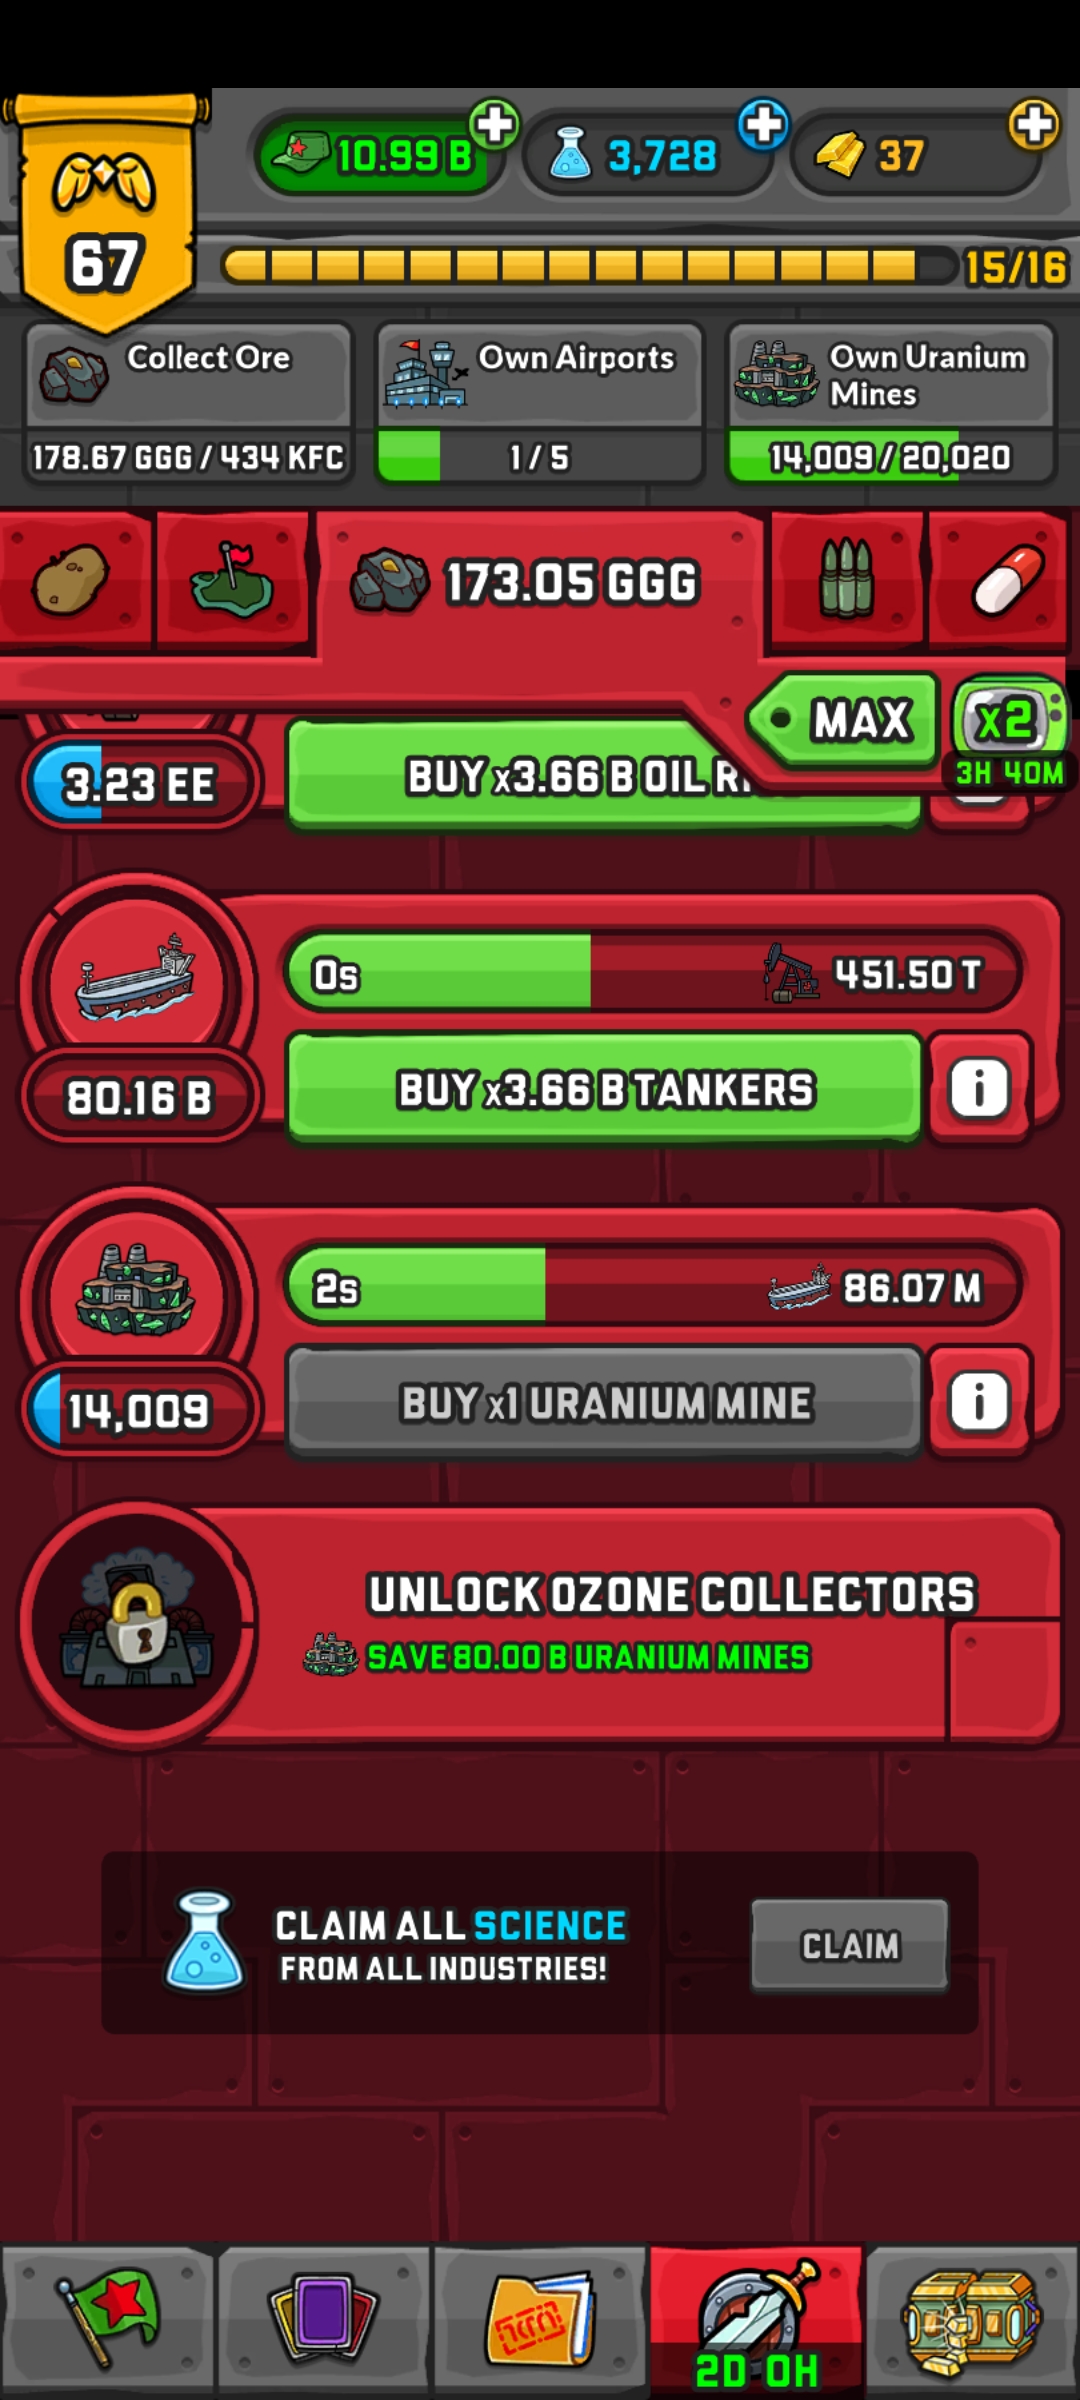 10.99 B
3,728
37
67
15/16
Collect Ore
178.67 GGG / 434 KFC
Own Airports
1 / 5
Own Uranium
Mines
14,009 / 20,020
173.05 GGG
MAX
x2
3H 40M
3.23 EE
BUY x3.66 B OIL
0s
451.50 T
80.16 B
BUY x3.66 B TANKERS
i
2s
86.07 M
14,009
BUY x1 URANIUM MINE
i
UNLOCK OZONE COLLECTORS
SAVE 80.00 B URANIUM MINES
CLAIM ALL SCIENCE
FROM ALL INDUSTRIES!
CLAIM
2D 0H